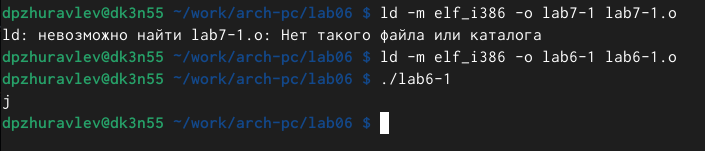 dpzhuravlev@dk3n55 ~/work/arch-pc/lab06 $ ld -m elf_i386 -o lab7-1 lab7-1.o
ld: невозможно найти lab7-1.o: Нет такого файла или каталога
dpzhuravlev@dk3n55 ~/work/arch-pc/lab06 $ ld -m elf_i386 -o lab6-1 lab6-1.o
dpzhuravlev@dk3n55 ~/work/arch-pc/lab06 $ ./lab6-1
j
dpzhuravlev@dk3n55 ~/work/arch-pc/lab06 $